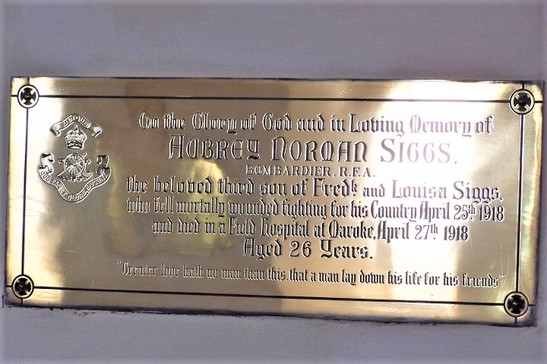 To the Glory of God and in Loving Memory of
AUBREY NORMAN SIGGS,
BOMBARDIER, R.F.A.
the beloved third son of Fredk and Louisa Siggs,
who fell mortally wounded fighting for his Country April 25th 1918
and died in a Field Hospital at Waroke, April 27th 1918
Aged 26 Years.
"Greater love hath no man than this, that a man lay down his life for his friends"